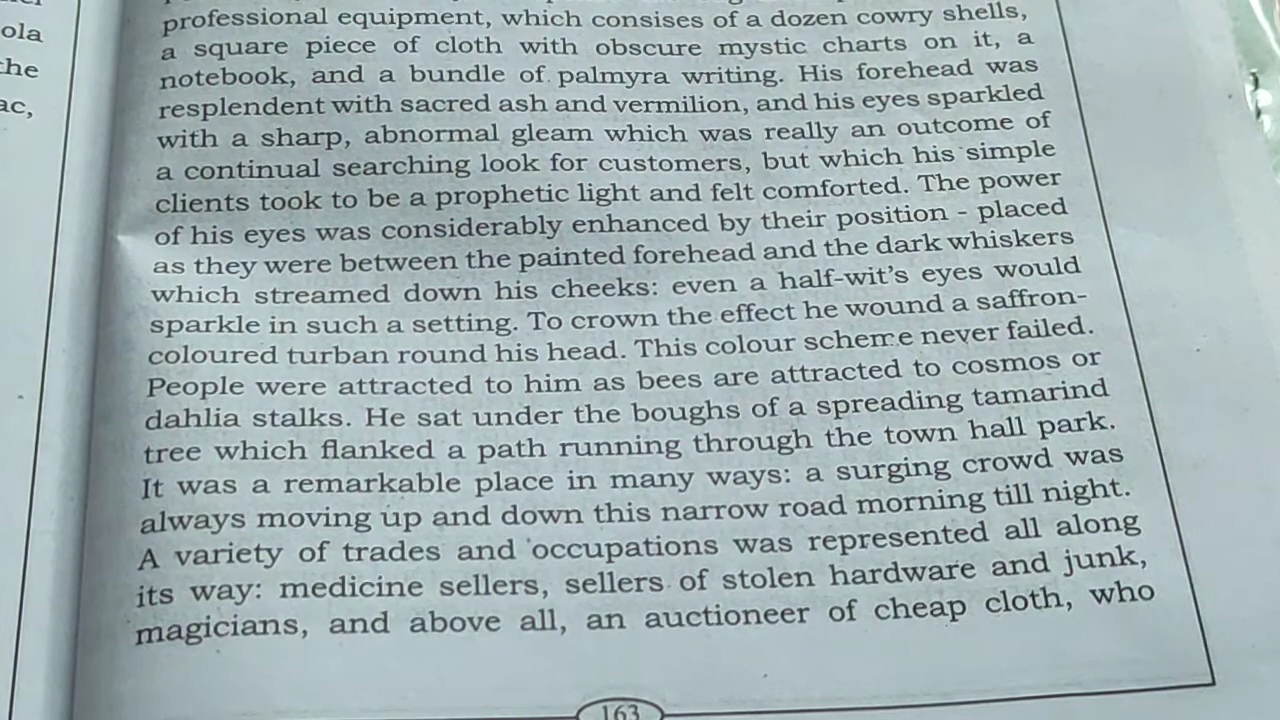 ola
the
ac,
professional equipment, which consises of a dozen cowry shells,
a square piece of cloth with obscure mystic charts on it, a
notebook, and a bundle of palmyra writing. His forehead was
resplendent with sacred ash and vermilion, and his eyes sparkled
with a sharp, abnormal gleam which was really an outcome of
a continual searching look for customers, but which his simple
clients took to be a prophetic light and felt comforted. The power
of his eyes was considerably enhanced by their position - placed
as they were between the painted forehead and the dark whiskers
which streamed down his cheeks: even a half-wit's eyes would
sparkle in such a setting. To crown the effect he wound a saffron-
coloured turban round his head. This colour scheme never failed.
People were attracted to him as bees are attracted to cosmos or
dahlia stalks. He sat under the boughs of a spreading tamarind
tree which flanked a path running through the town hall park.
It was a remarkable place in many ways: a surging crowd was
always moving up and down this narrow road morning till night.
A variety of trades and occupations was represented all along
its way: medicine sellers, sellers of stolen hardware and junk,
magicians, and above all, an auctioneer of cheap cloth, who
163